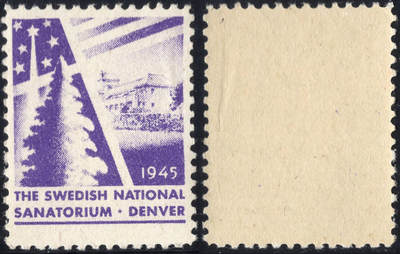 1945
THE SWEDISH NATIONAL
SANATORIUM · DENVER